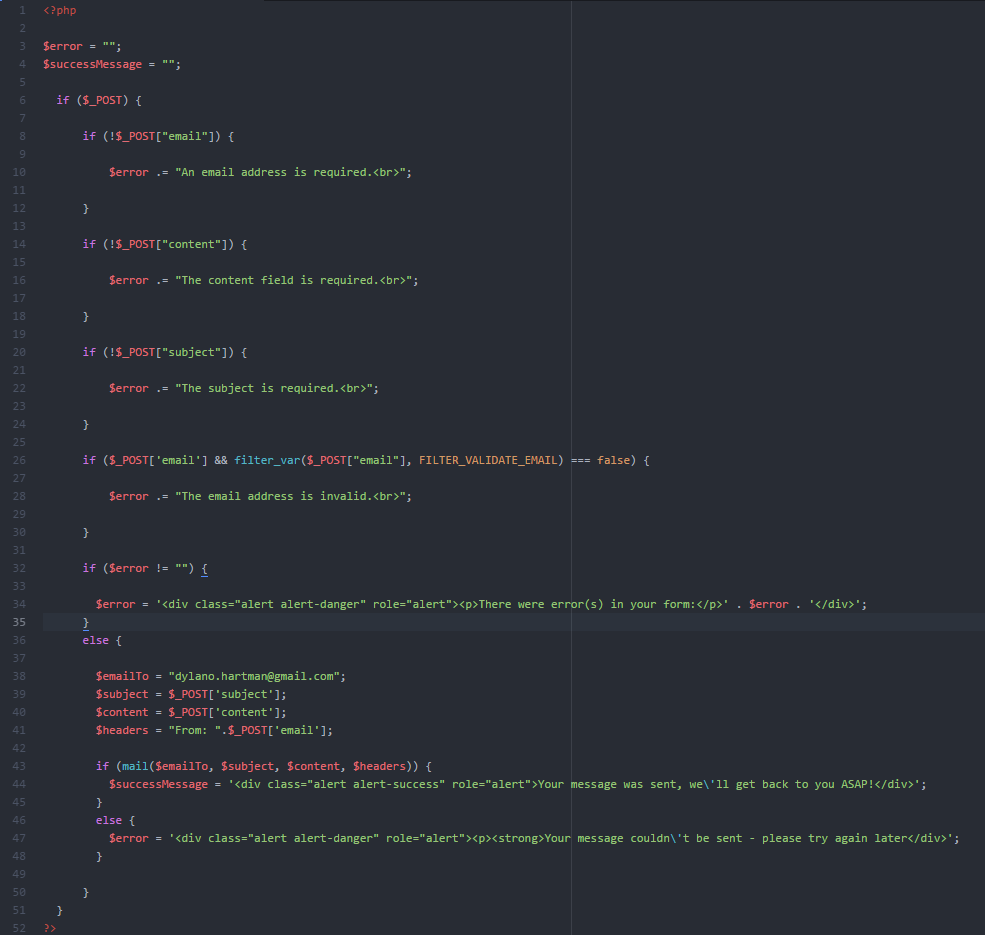 1 <?php
2
3 $error = "";
4 $successMessage = "";
5
6 if ($_POST) {
7
8 if (!$_POST["email"]) {
9
10 $error .= "An email address is required.<br>";
11
12 }
13
14 if (!$_POST["content"]) {
15
16 $error .= "The content field is required.<br>";
17
18 }
19
20 if (!$_POST["subject"]) {
21
22 $error .= "The subject is required.<br>";
23
24 }
25
26 if ($_POST['email'] && filter_var($_POST["email"], FILTER_VALIDATE_EMAIL) === false) {
27
28 $error .= "The email address is invalid.<br>";
29
30 }
31
32 if ($error != "") {
33
34 $error = '<div class="alert alert-danger" role="alert"><p>There were error(s) in your form:</p>' . $error . '</div>';
35 }
36 else {
37
38 $emailTo = "dylano.hartman@gmail.com";
39 $subject = $_POST['subject'];
40 $content = $_POST['content'];
41 $headers = "From: ".$_POST['email'];
42
43 if (mail($emailTo, $subject, $content, $headers)) {
44 $successMessage = '<div class="alert alert-success" role="alert">Your message was sent, we\'ll get back to you ASAP!</div>';
45 }
46 else {
47 $error = '<div class="alert alert-danger" role="alert"><p><strong>Your message couldn\'t be sent - please try again later</div>';
48 }
49
50 }
51 }
52 ?>